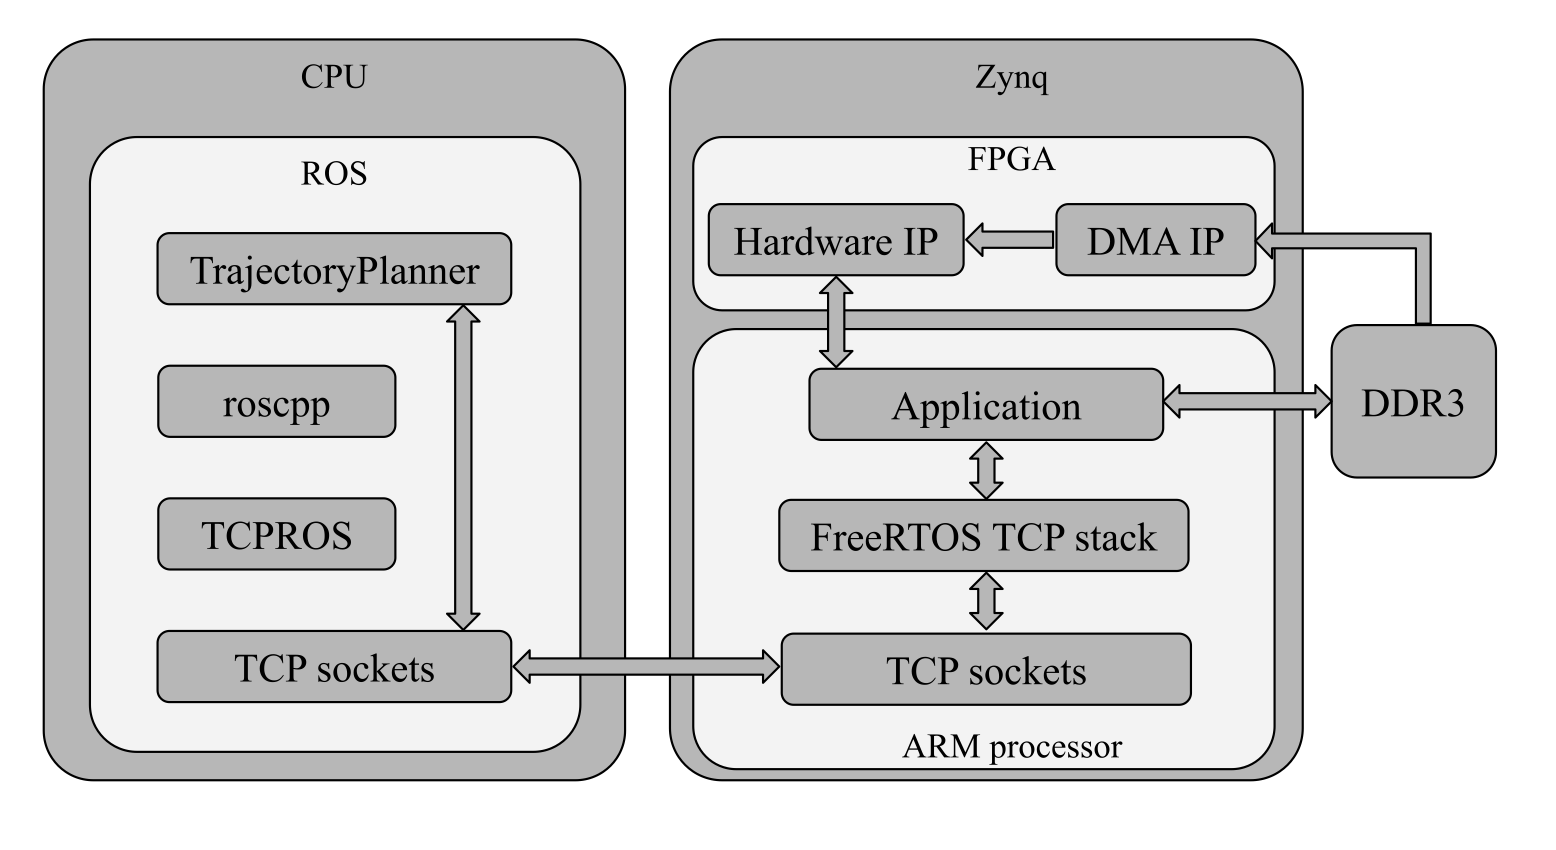 CPU
ROS
TrajectoryPlanner
roscpp
TCPROS
TCP sockets
Zynq
FPGA
Hardware IP
DMA IP
Application
FreeRTOS TCP stack
TCP sockets
ARM processor
DDR3